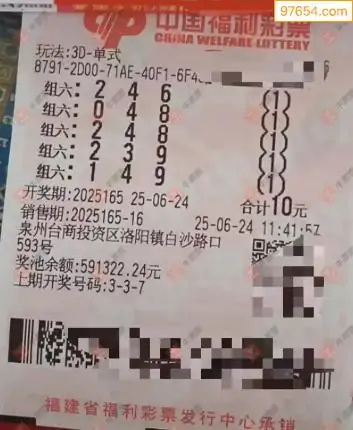 97654.com
中国福利彩票
CHINA WELFARE LOTTERY
玩法:3D-单式
8791-2D00-71AE-40F1-6F4
组六: 2 4 6 (1)
组六: 0 4 8 (1)
组六: 2 4 8 (1)
组六: 2 3 9 (1)
组六: 1 4 9 (1)
开奖期:2025165 25-06-24 合计10元
销售期:2025165-16 25-06-24 11:41:57
泉州台商投资区洛阳镇白沙路口
593号
奖池余额:591322.24元
上期开奖号码:3-3-7
福建省福利彩票发行中心承销